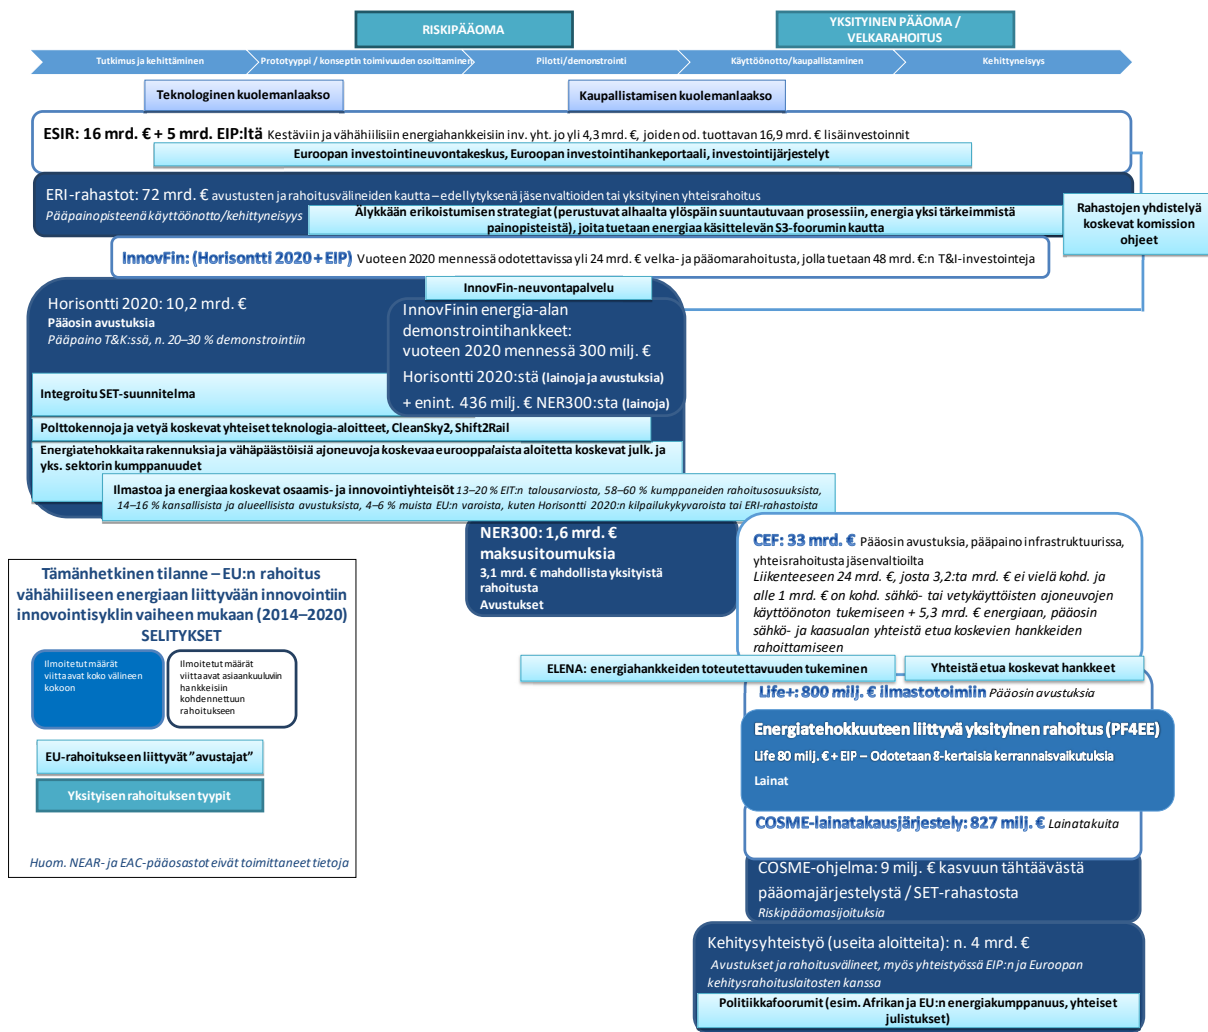 RISKIPÄÄOMA
YKSITYINEN PÄÄOMA /
VELKARAHOITUS
Tutkimus ja kehittäminen
Prototyyppi / konseptin toimivuuden osoittaminen
Pilotti/demonstrointi
Käyttöönotto/kaupallistaminen
Kehittyneisyys
Teknologinen kuolemanlaakso
Kaupallistamisen kuolemanlaakso
ESIR: 16 mrd. € + 5 mrd. EIP:ltä Kestäviin ja vähähiilisiin energiahankkeisiin inv. yht. jo yli 4,3 mrd. €, joiden od. tuottavan 16,9 mrd. € lisäinvestoinnit
Euroopan investointineuvontakeskus, Euroopan investointihankeportaali, investointijärjestelyt
ERI-rahastot: 72 mrd. € avustusten ja rahoitusvälineiden kautta – edellytyksenä jäsenvaltioiden tai yksityinen yhteisrahoitus
Pääpainopisteenä käyttöönotto/kehittyneisyys
Älykkään erikoistumisen strategiat (perustuvat alhaalta ylöspäin suuntautuvaan prosessiin, energia yksi tärkeimmistä
painopisteistä), joita tuetaan energiaa käsittelevän S3-foorumin kautta
Rahastojen yhdistelyä
koskevat komission
ohjeet
InnovFin: (Horisontti 2020 + EIP) Vuoteen 2020 mennessä odotettavissa yli 24 mrd. € velka- ja pääomarahoitusta, jolla tuetaan 48 mrd. €:n T&I-investointeja
InnovFin-neuvontapalvelu
Horisontti 2020: 10,2 mrd. €
Pääosin avustuksia
Pääpaino T&K:ssä, n. 20–30 % demonstrointiin
InnovFinin energia-alan
demonstrointihankkeet:
vuoteen 2020 mennessä 300 milj. €
Horisontti 2020:stä (lainoja ja avustuksia)
+ enint. 436 milj. € NER300:sta (lainoja)
Integroitu SET-suunnitelma
Polttokennoja ja vetyä koskevat yhteiset teknologia-aloitteet, CleanSky2, Shift2Rail
Energiatehokkaita rakennuksia ja vähäpäästöisiä ajoneuvoja koskevaa eurooppalaista aloitetta koskevat julk. ja
yks. sektorin kumppanuudet
Ilmastoa ja energiaa koskevat osaamis- ja innovointiyhteisöt 13–20 % EIT:n talousarviosta, 58–60 % kumppaneiden rahoitusosuuksista,
14–16 % kansallisista ja alueellisista avustuksista, 4–6 % muista EU:n varoista, kuten Horisontti 2020:n kilpailukykyvaroista tai ERI-rahastoista
NER300: 1,6 mrd. €
maksusitoumuksia
3,1 mrd. € mahdollista yksityistä
rahoitusta
Avustukset
CEF: 33 mrd. € Pääosin avustuksia, pääpaino infrastruktuurissa,
yhteisrahoitusta jäsenvaltioilta
Liikenteeseen 24 mrd. €, josta 3,2:ta mrd. € ei vielä kohd. ja
alle 1 mrd. € on kohd. sähkö- tai vetykäyttöisten ajoneuvojen
käyttöönoton tukemiseen + 5,3 mrd. € energiaan, pääosin
sähkö- ja kaasualan yhteistä etua koskevien hankkeiden
rahoittamiseen
ELENA: energiahankkeiden toteutettavuuden tukeminen
Yhteistä etua koskevat hankkeet
Life+: 800 milj. € ilmastotoimiin Pääosin avustuksia
Energiatehokkuuteen liittyvä yksityinen rahoitus (PF4EE)
Life 80 milj. € + EIP – Odotetaan 8-kertaisia kerrannaisvaikutuksia
Lainat
COSME-lainatakausjärjestely: 827 milj. € Lainatakuita
COSME-ohjelma: 9 milj. € kasvuun tähtäävästä
pääomajärjestelystä / SET-rahastosta
Riskipääomasijoituksia
Kehitysyhteistyö (useita aloitteita): n. 4 mrd. €
Avustukset ja rahoitusvälineet, myös yhteistyössä EIP:n ja Euroopan
kehitysrahoituslaitosten kanssa
Politiikkafoorumit (esim. Afrikan ja EU:n energiakumppanuus, yhteiset
julistukset)
Tämänhetkinen tilanne – EU:n rahoitus
vähähiiliseen energiaan liittyvään innovointiin
innovointisyklin vaiheen mukaan (2014–2020)
SELITYKSET
Ilmoitetut määrät
viittaavat koko välineen
kokoon
Ilmoitetut määrät
viittaavat asiaankuuluviin
hankkeisiin
kohdennettuun
rahoitukseen
EU-rahoitukseen liittyvät ”avustajat”
Yksityisen rahoituksen tyypit
Huom. NEAR- ja EAC-pääosastot eivät toimittaneet tietoja